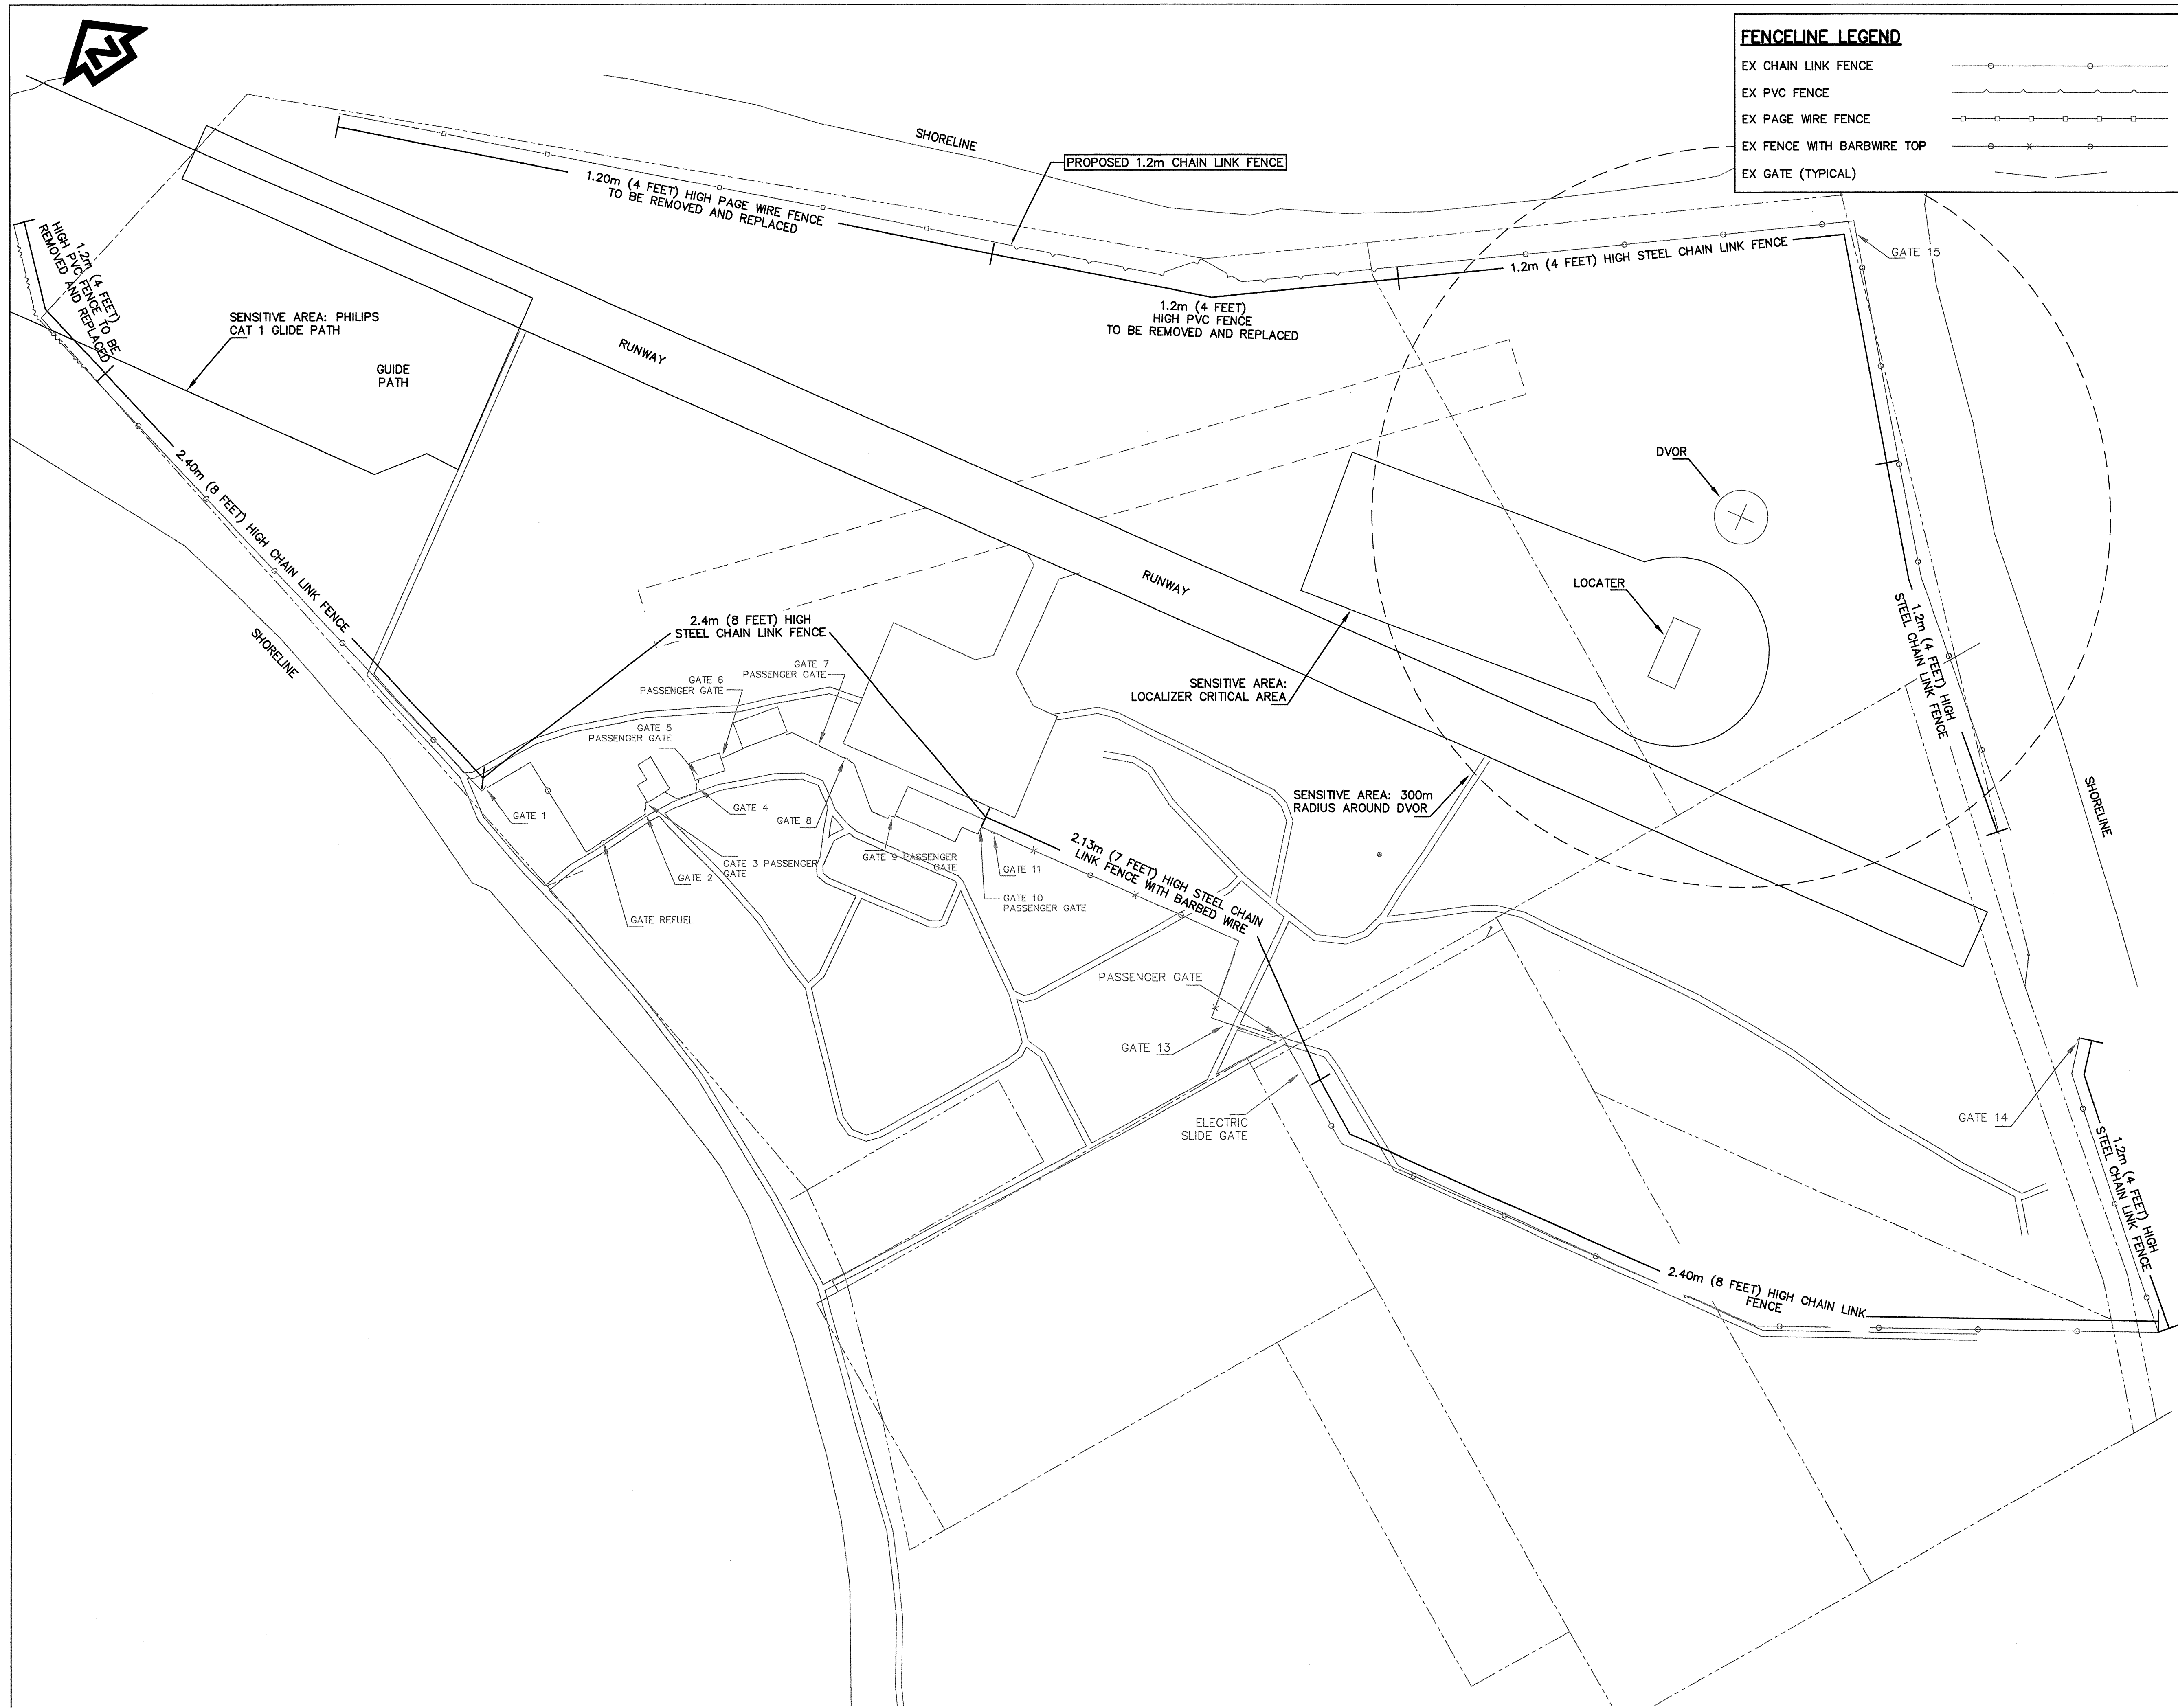 N
FENCELINE LEGEND
EX CHAIN LINK FENCE
EX PVC FENCE
EX PAGE WIRE FENCE
EX FENCE WITH BARBWIRE TOP
EX GATE (TYPICAL)
SHORELINE
PROPOSED 1.2m CHAIN LINK FENCE
1.20m (4 FEET) HIGH PAGE WIRE FENCE
TO BE REMOVED AND REPLACED
1.2m (4 FEET)
HIGH PVC FENCE TO BE
REMOVED AND REPLACED
1.2m (4 FEET) HIGH STEEL CHAIN LINK FENCE
GATE 15
1.2m (4 FEET)
HIGH PVC FENCE
TO BE REMOVED AND REPLACED
SENSITIVE AREA: PHILIPS
CAT 1 GLIDE PATH
GUIDE
PATH
RUNWAY
DVOR
2.40m (8 FEET) HIGH CHAIN LINK FENCE
RUNWAY
LOCATER
1.2m (4 FEET) HIGH
STEEL CHAIN LINK FENCE
2.4m (8 FEET) HIGH
STEEL CHAIN LINK FENCE
SHORELINE
GATE 7
PASSENGER GATE
GATE 6
PASSENGER GATE
SENSITIVE AREA:
LOCALIZER CRITICAL AREA
GATE 5
PASSENGER GATE
SENSITIVE AREA: 300m
RADIUS AROUND DVOR
SHORELINE
GATE 1
GATE 4
GATE 8
GATE 3 PASSENGER
GATE
GATE 2
GATE 9 PASSENGER
GATE
GATE 11
GATE 10
PASSENGER GATE
2.13m (7 FEET) HIGH STEEL CHAIN
LINK FENCE WITH BARBED WIRE
GATE REFUEL
PASSENGER GATE
GATE 13
ELECTRIC
SLIDE GATE
GATE 14
1.2m (4 FEET) HIGH
STEEL CHAIN LINK FENCE
2.40m (8 FEET) HIGH CHAIN LINK
FENCE